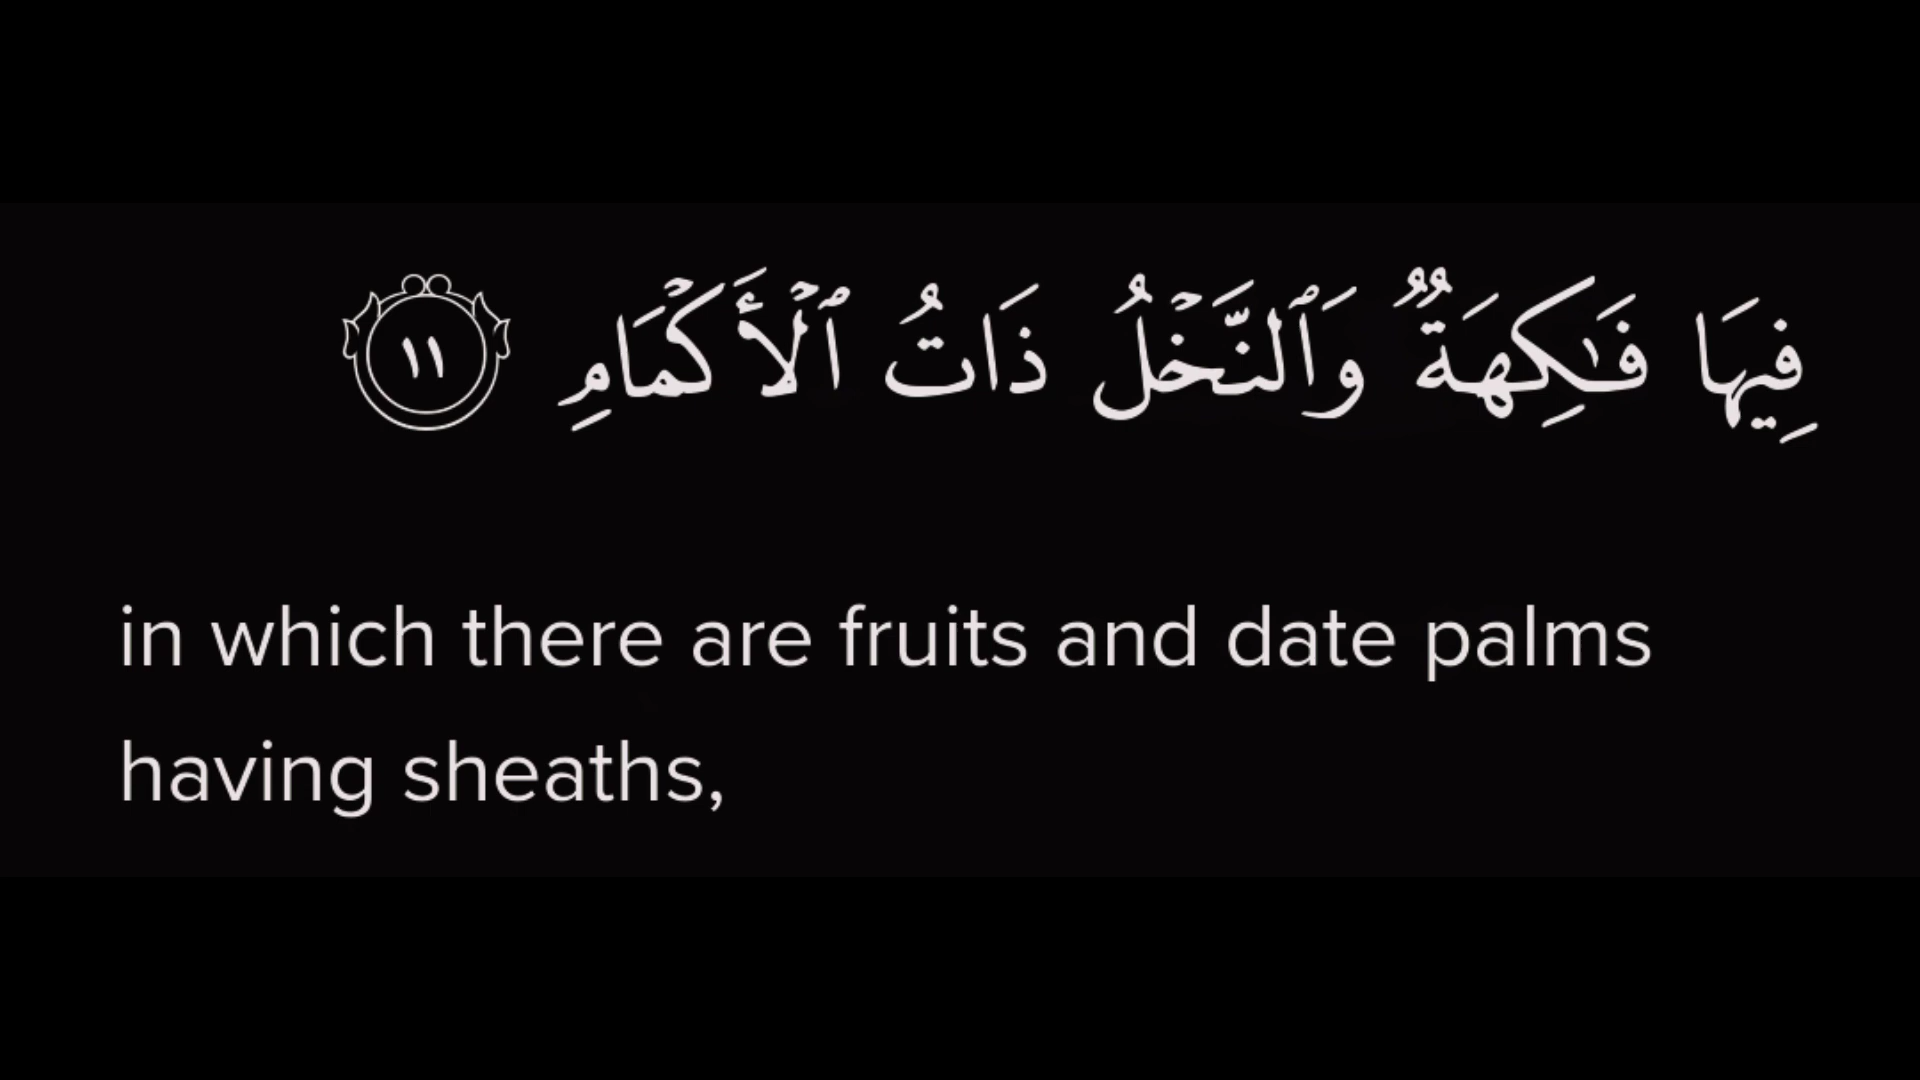 فِيهَا فَٰكِهَةٌ وَٱلنَّخْلُ ذَاتُ ٱلْأَكْمَامِ ١١
in which there are fruits and date palms
having sheaths,